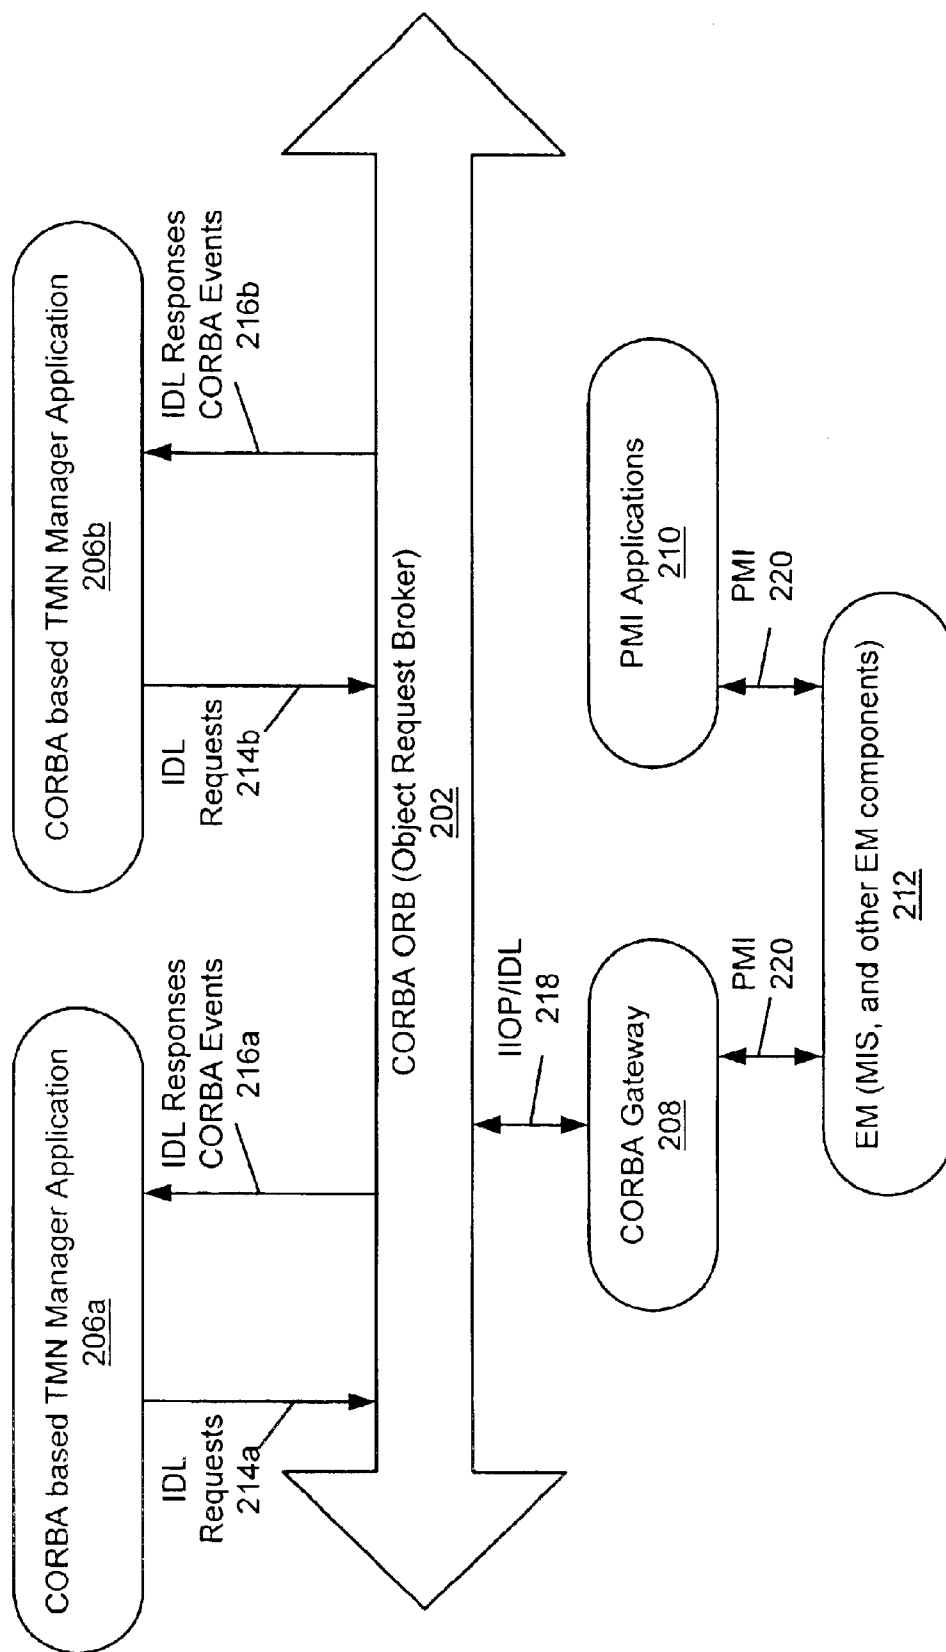 CORBA based TMN Manager Application
206a
CORBA based TMN Manager Application
206b
IDL
Requests
214a
IDL Responses
CORBA Events
216a
IDL
Requests
214b
IDL Responses
CORBA Events
216b
CORBA ORB (Object Request Broker)
202
IIOP/IDL
218
CORBA Gateway
208
PMI Applications
210
PMI
220
PMI
220
EM (MIS, and other EM components)
212